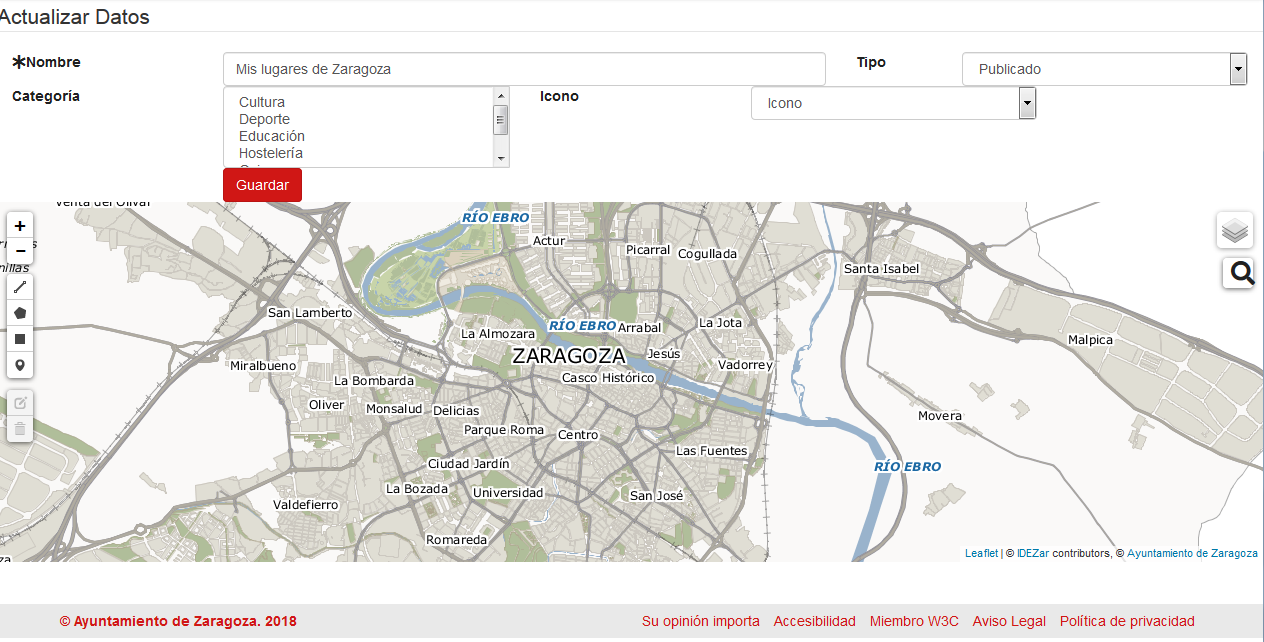 Actualizar Datos
*Nombre
Mis lugares de Zaragoza
Tipo
Publicado
Categoría
Cultura
Deporte
Educación
Hostelería
Icono
Icono
Guardar
Venta del Olivar
RÍO EBRO
+
−
Actur
Picarral
Cogullada
Santa Isabel
nillas
San Lamberto
La Almozara
RÍO EBRO
Arrabal
La Jota
Malpica
ZARAGOZA
Jesús
Miralbueno
Vadorrey
La Bombarda
Casco Histórico
Oliver
Monsalud
Delicias
Movera
Parque Roma
Centro
Las Fuentes
Ciudad Jardín
RÍO EBRO
La Bozada
Universidad
San José
Valdefierro
Romareda
za
Leaflet | © IDEZar contributors, © Ayuntamiento de Zaragoza
© Ayuntamiento de Zaragoza. 2018
Su opinión importa Accesibilidad Miembro W3C Aviso Legal Política de privacidad